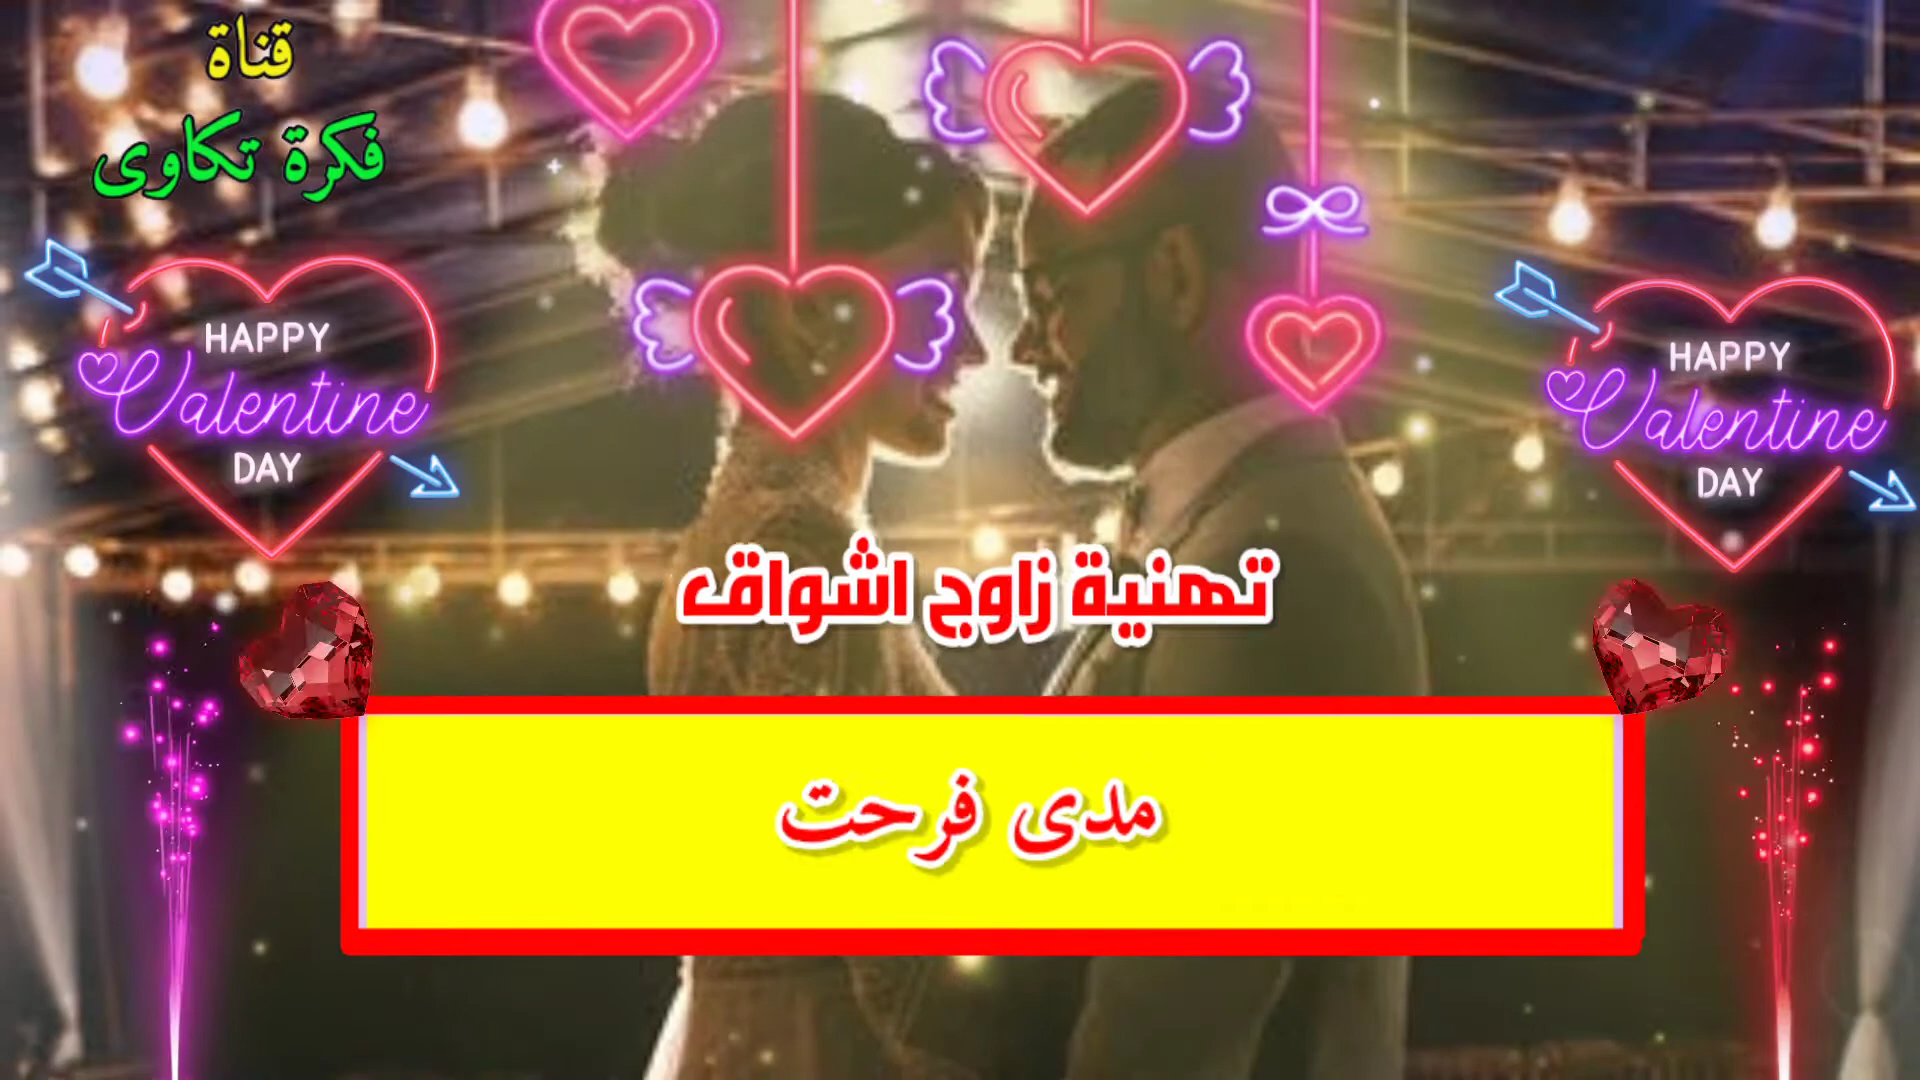 قناة
فكرة تكاوى
HAPPY
Valentine
DAY
HAPPY
Valentine
DAY
تهنية زاوج اشواق
مدى فرحت